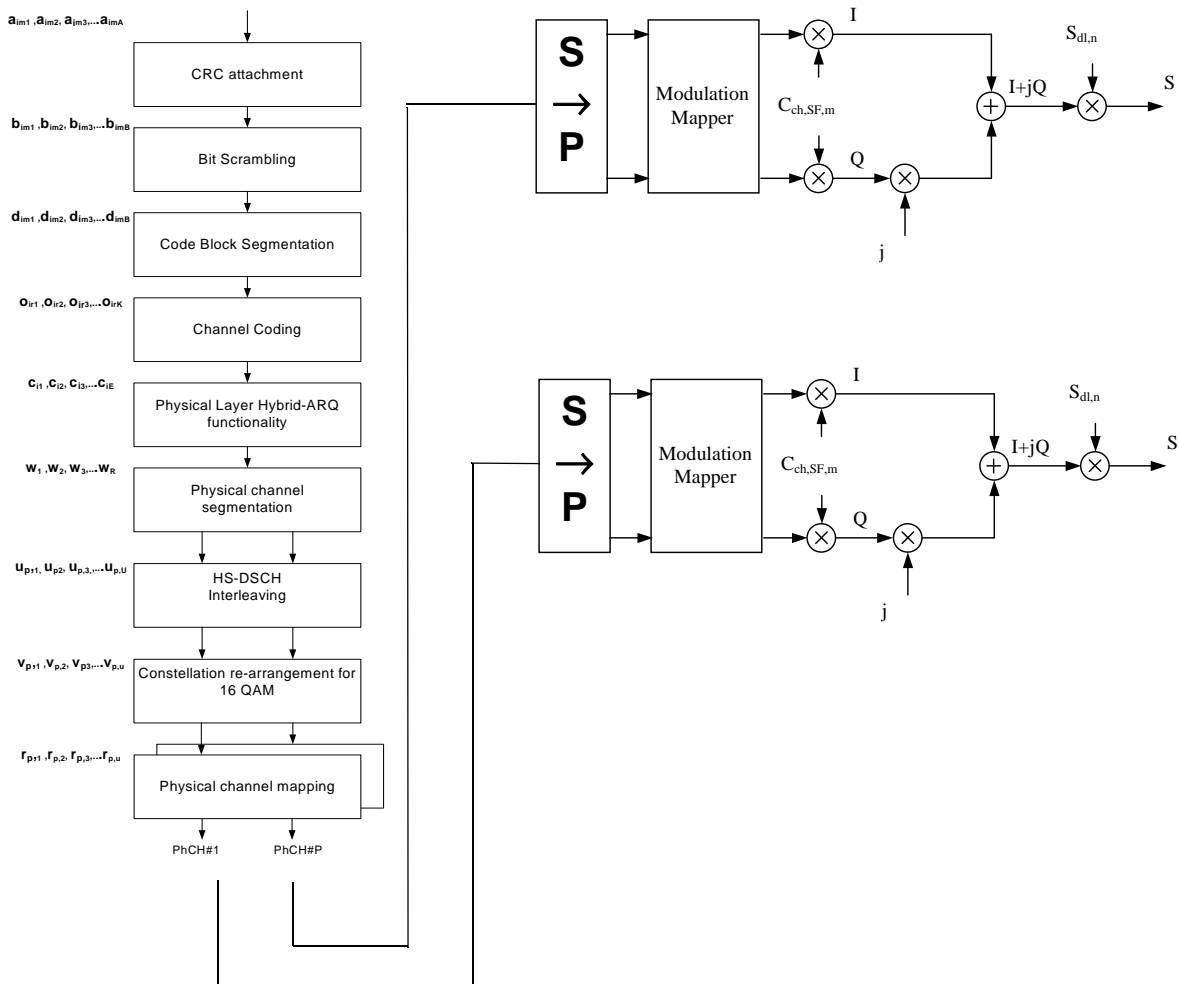 a_im1 ,a_im2, a_im3,...a_imA
CRC attachment
b_im1 ,b_im2, b_im3,...b_imB
Bit Scrambling
d_im1 ,d_im2, d_im3,...d_imB
Code Block Segmentation
o_ir1 ,o_ir2, o_ir3,...o_irK
Channel Coding
c_i1 ,c_i2, c_i3,...c_iE
Physical Layer Hybrid-ARQ
functionality
w_1 ,w_2, w_3,...w_R
Physical channel
segmentation
u_p,1, u_p2, u_p,3,...u_p,U
HS-DSCH
Interleaving
v_p,1 ,v_p,2, v_p3,...v_p,u
Constellation re-arrangement for
16 QAM
r_p,1 ,r_p,2, r_p,3,...r_p,u
Physical channel mapping
PhCH#1
PhCH#P
S
→
P
Modulation
Mapper
I
C_ch,SF,m
Q
j
I+jQ
S_dl,n
S
S
→
P
Modulation
Mapper
I
C_ch,SF,m
Q
j
I+jQ
S_dl,n
S